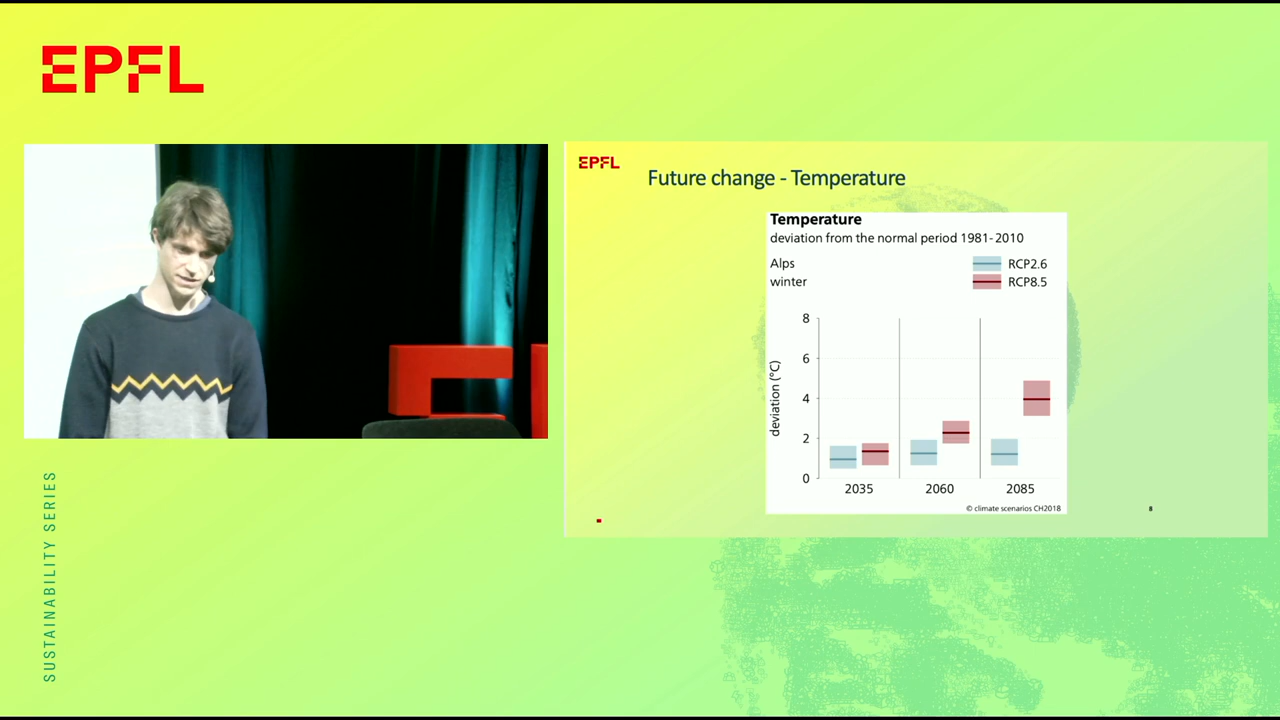 EPFL
SUSTAINABILITY SERIES
EPFL
Future change - Temperature
Temperature
deviation from the normal period 1981-2010
Alps
winter
RCP2.6
RCP8.5
deviation (°C)
8
6
4
2
0
2035
2060
2085
© climate scenarios CH2018
8